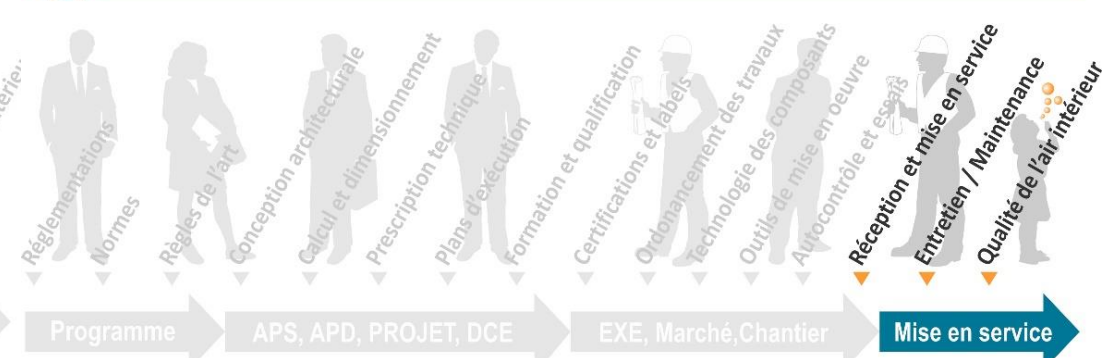 Réglementations
Normes
Règles de l'art
Conception architecturale
Calcul et dimensionnement
Prescription technique
Plans d'exécution
Formation et qualification
Certifications et labels
Ordonancement des travaux
Technologie des composants
Outils de mise en oeuvre
Autocontrôle et essais
Réception et mise en service
Entretien / Maintenance
Qualité de l'air intérieur
Programme
APS, APD, PROJET, DCE
EXE, Marché,Chantier
Mise en service